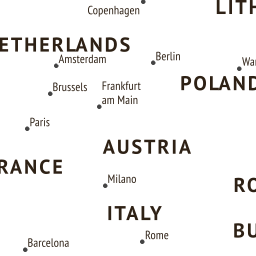 Copenhagen
LITH
ETHERLANDS
Amsterdam
Berlin
War
POLAND
Brussels
Frankfurt
am Main
Paris
AUSTRIA
RANCE
Milano
RO
ITALY
BU
Rome
Barcelona